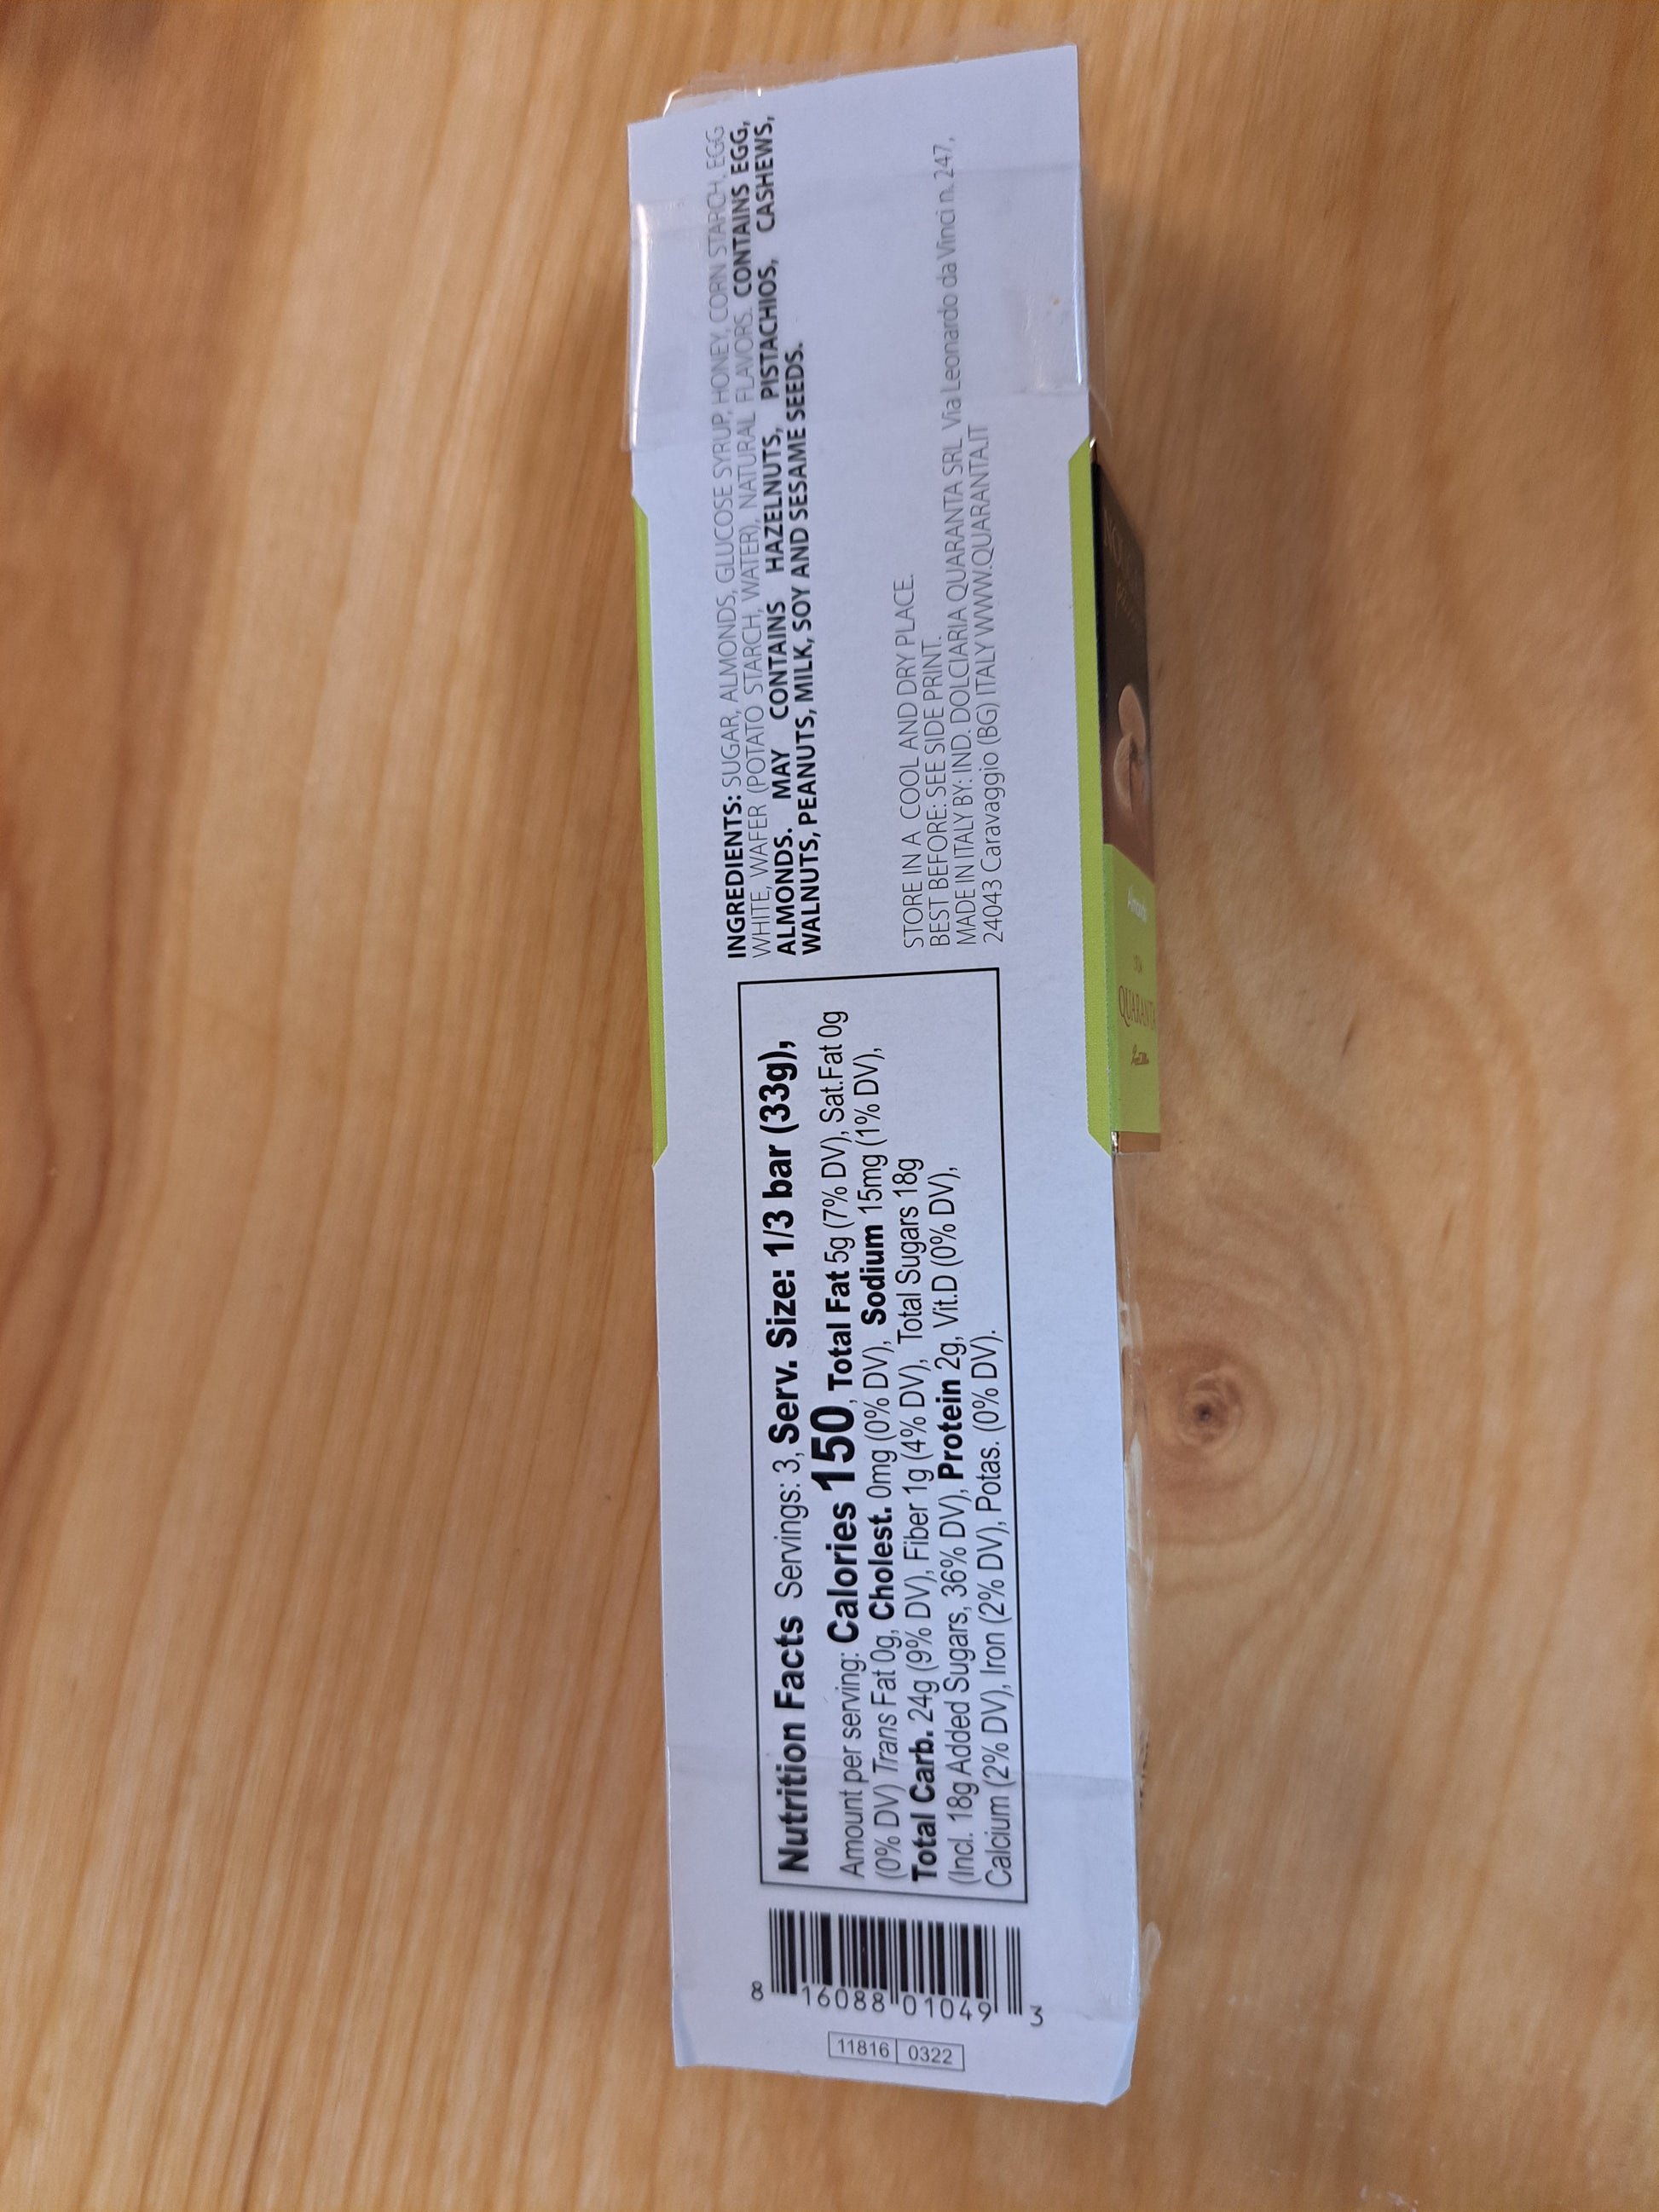 8
16088 01049
3
11816 0322
Nutrition Facts Servings: 3, Serv. Size: 1/3 bar (33g),
Amount per serving: Calories 150, Total Fat 5g (7% DV), Sat.Fat 0g
(0% DV) Trans Fat 0g, Cholest. 0mg (0% DV), Sodium 15mg (1% DV),
Total Carb. 24g (9% DV), Fiber 1g (4% DV), Total Sugars 18g
(Incl. 18g Added Sugars, 36% DV), Protein 2g, Vit.D (0% DV),
Calcium (2% DV), Iron (2% DV), Potas. (0% DV).
INGREDIENTS: SUGAR, ALMONDS, GLUCOSE SYRUP, HONEY, CORN STARCH, EGG
WHITE, WAFER (POTATO STARCH, WATER), NATURAL FLAVORS. CONTAINS EGG,
ALMONDS. MAY CONTAINS HAZELNUTS, PISTACHIOS, CASHEWS,
WALNUTS, PEANUTS, MILK, SOY AND SESAME SEEDS.
STORE IN A COOL AND DRY PLACE.
BEST BEFORE: SEE SIDE PRINT.
MADE IN ITALY BY: IND. DOLCIARIA QUARANTA SRL Via Leonardo da Vinci n. 247,
24043 Caravaggio (BG) ITALY WWW.QUARANTA.IT
QUARANTA